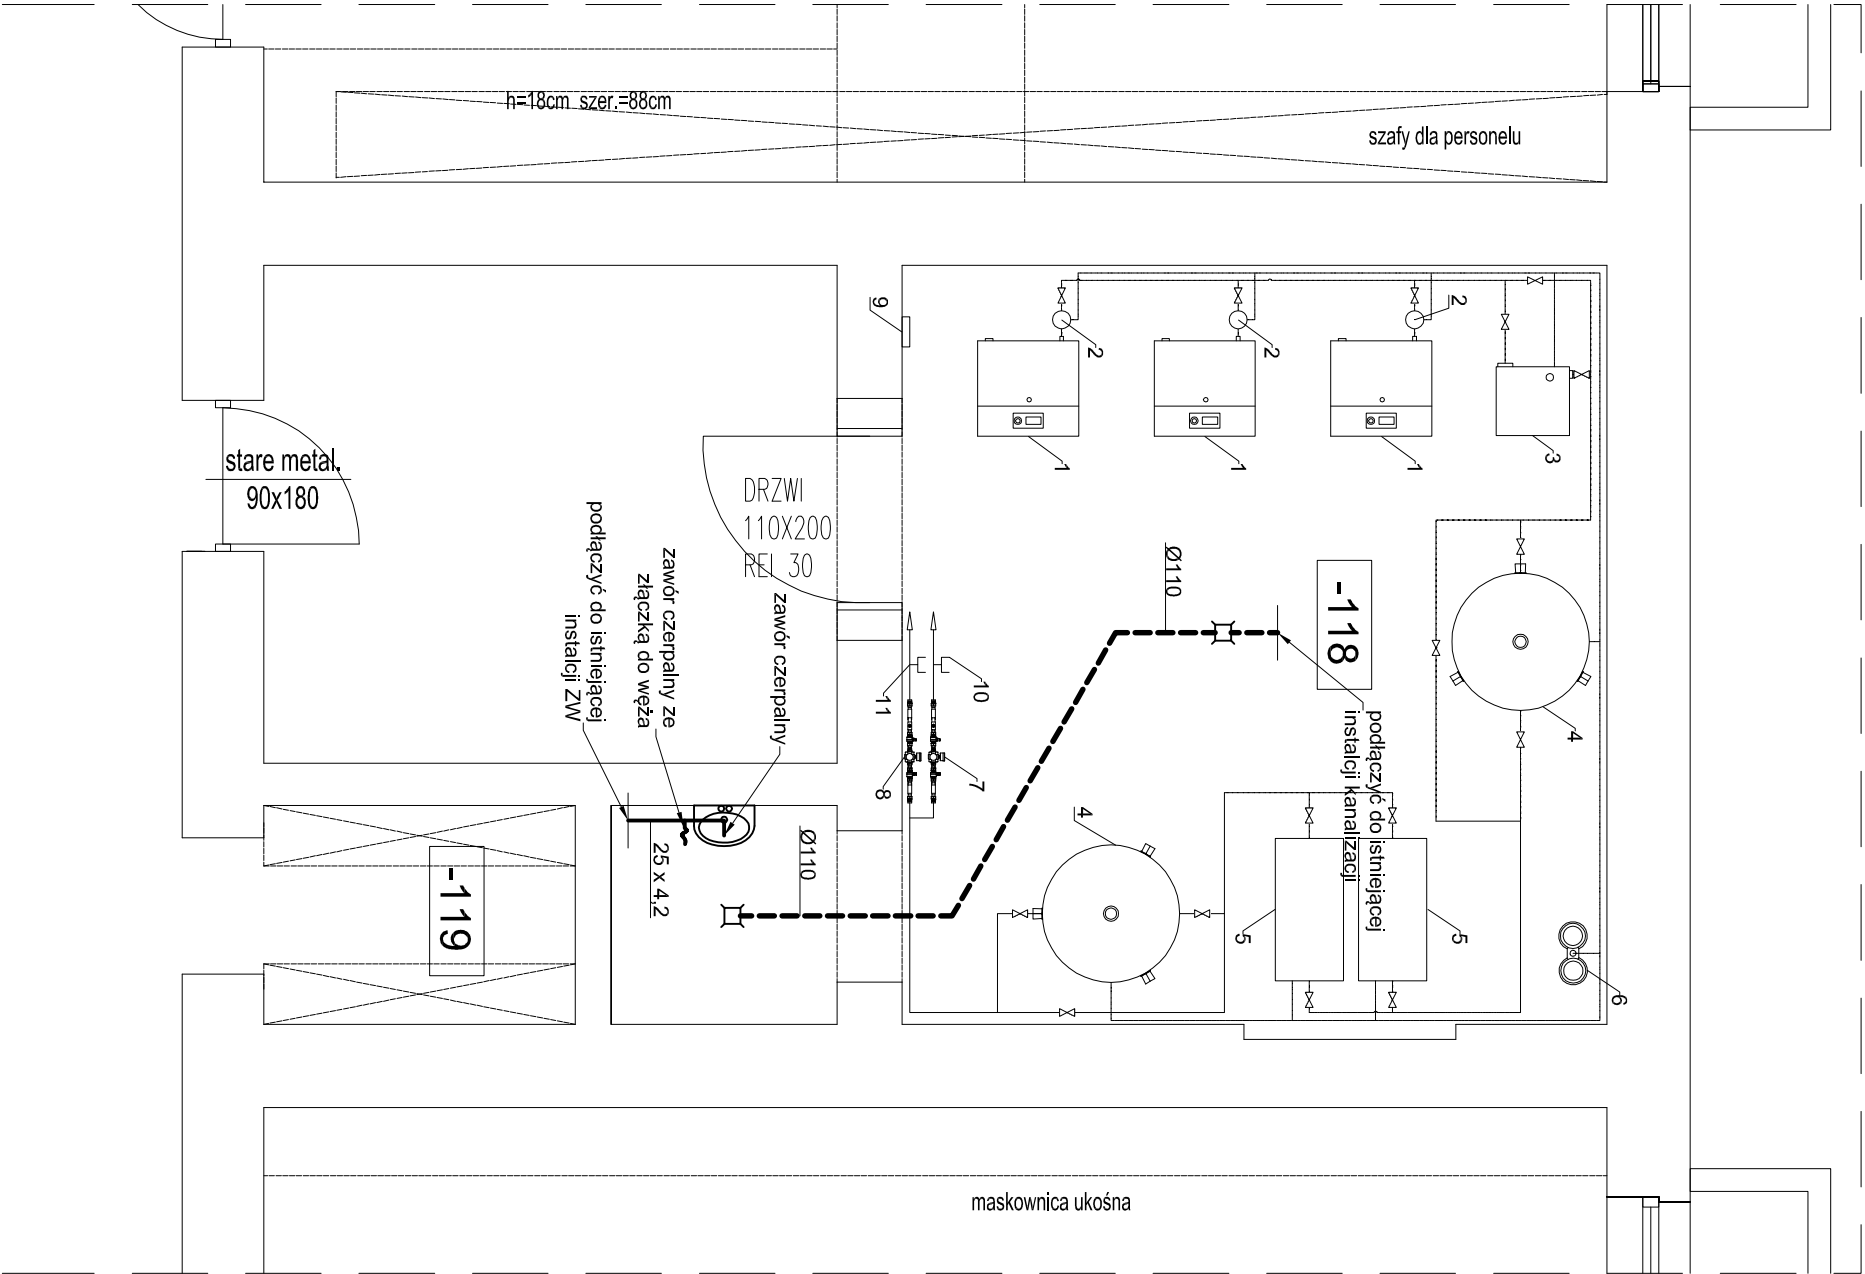 h=18cm szer.=88cm
szafy dla personelu
stare metal.
90x180
DRZWI
110X200
REI 30
9
2
2
2
1
1
1
3
Ø110
-118
podłączyć do istniejącej
instalcji kanalizacji
4
10
11
7
8
zawór czerpalny
zawór czerpalny ze
złączką do węża
podłączyć do istniejącej
instalcji ZW
25 x 4,2
Ø110
-119
4
5
5
6
maskownica ukośna